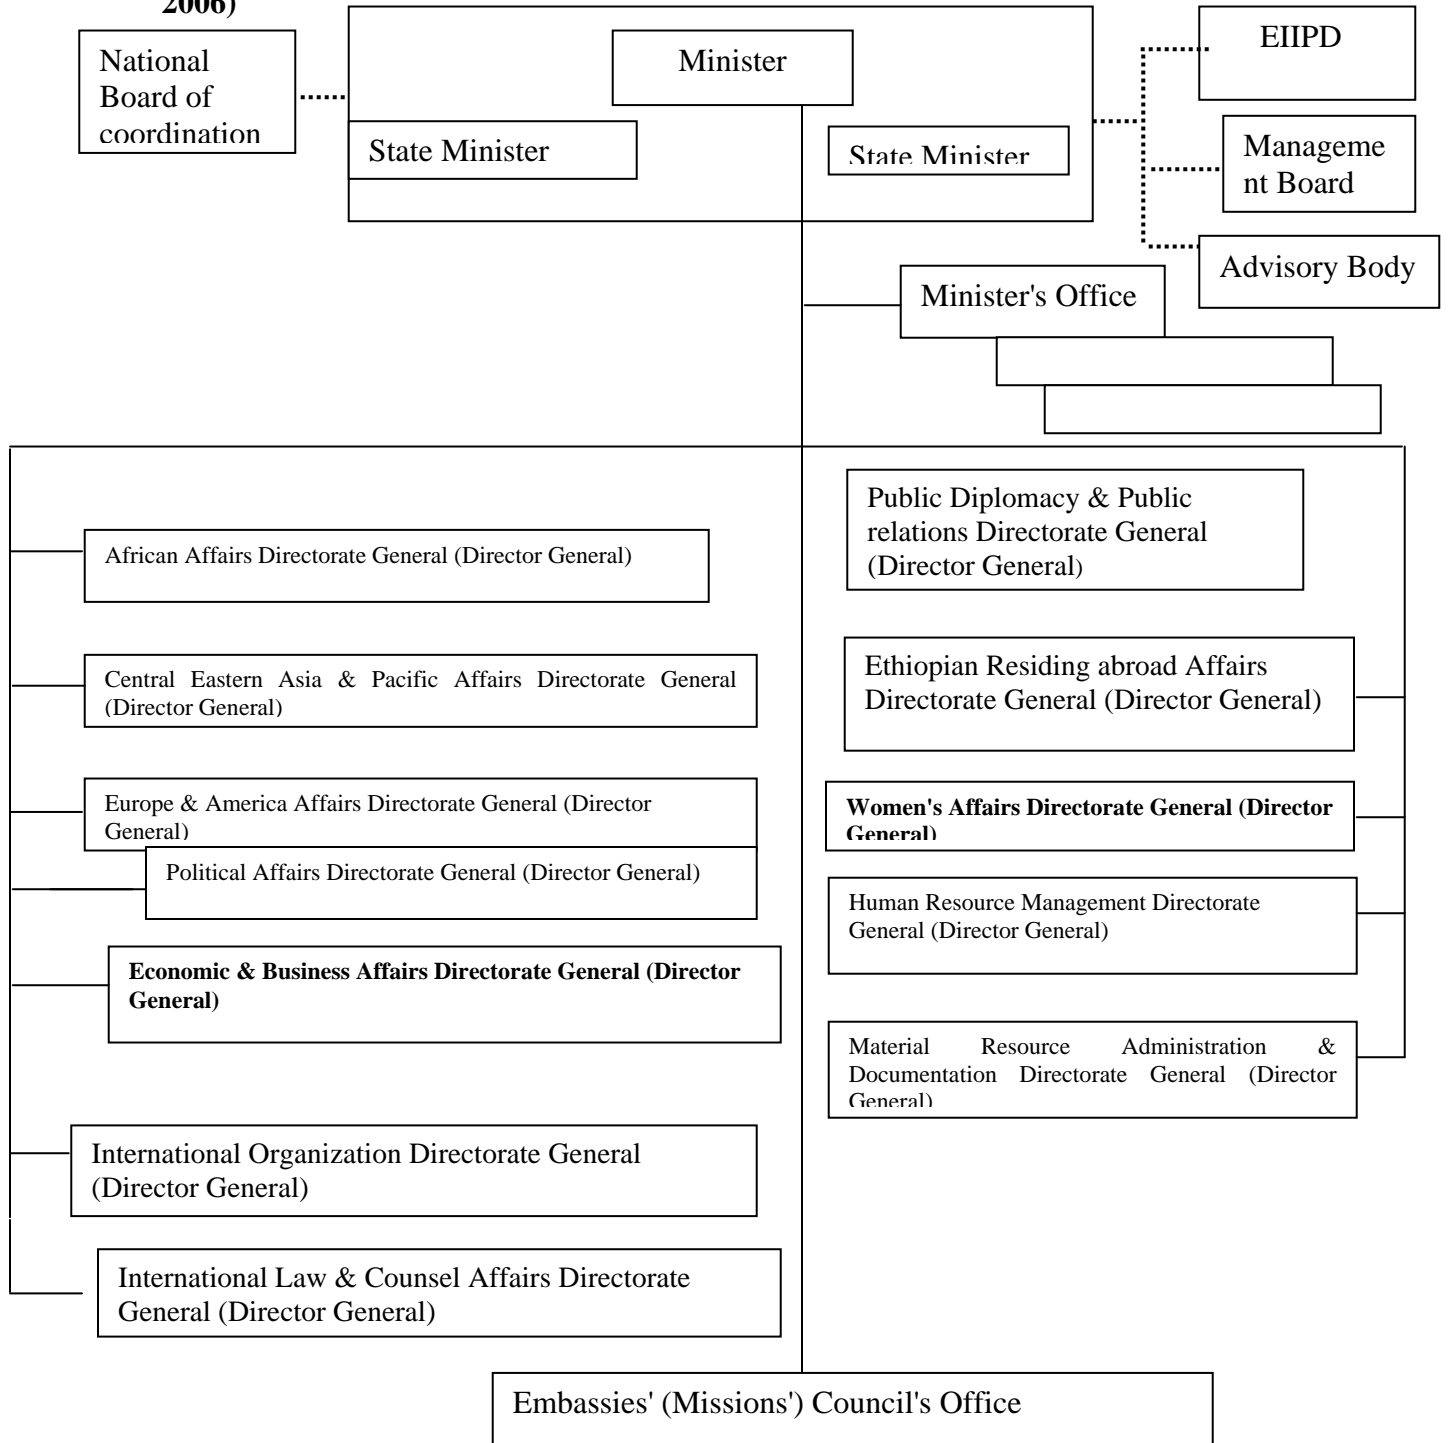 2006)
National
Board of
coordination
Minister
State Minister
State Minister
EIIPD
Manageme
nt Board
Advisory Body
Minister's Office
African Affairs Directorate General (Director General)
Central Eastern Asia & Pacific Affairs Directorate General
(Director General)
Europe & America Affairs Directorate General (Director
General)
Political Affairs Directorate General (Director General)
Economic & Business Affairs Directorate General (Director
General)
International Organization Directorate General
(Director General)
International Law & Counsel Affairs Directorate
General (Director General)
Public Diplomacy & Public
relations Directorate General
(Director General)
Ethiopian Residing abroad Affairs
Directorate General (Director General)
Women's Affairs Directorate General (Director
General)
Human Resource Management Directorate
General (Director General)
Material Resource Administration &
Documentation Directorate General (Director
General)
Embassies' (Missions') Council's Office